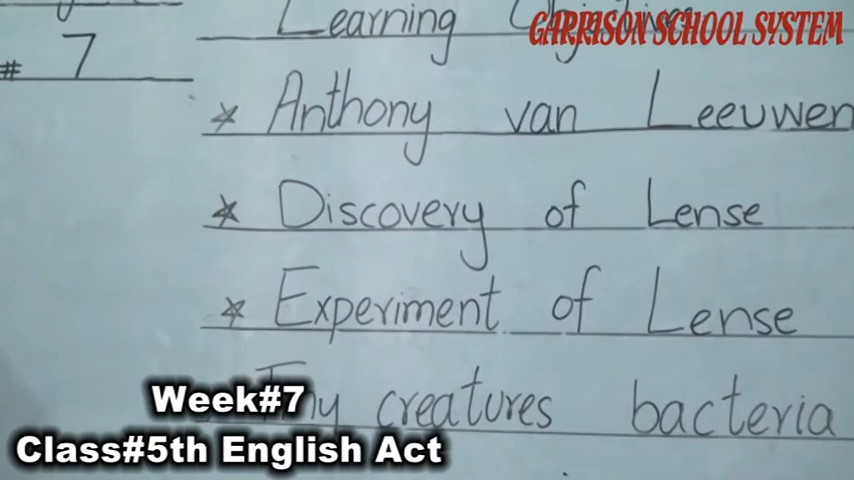 Learning
GARRISON SCHOOL SYSTEM
# 7
* Anthony van Leeuwen
* Discovery of Lense
* Experiment of Lense
Tiny creatures bacteria
Week#7
Class#5th English Act